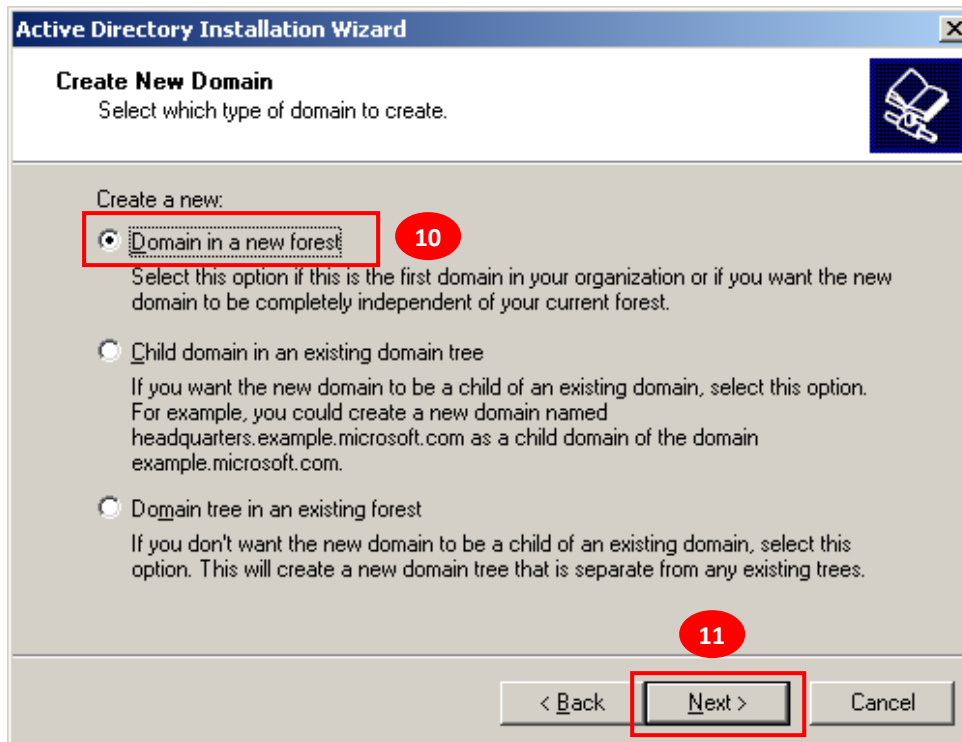 Active Directory Installation Wizard
Create New Domain
Select which type of domain to create.
Create a new:
Domain in a new forest
10
Select this option if this is the first domain in your organization or if you want the new
domain to be completely independent of your current forest.
Child domain in an existing domain tree
If you want the new domain to be a child of an existing domain, select this option.
For example, you could create a new domain named
headquarters.example.microsoft.com as a child domain of the domain
example.microsoft.com.
Domain tree in an existing forest
If you don't want the new domain to be a child of an existing domain, select this
option. This will create a new domain tree that is separate from any existing trees.
11
< Back Next > Cancel